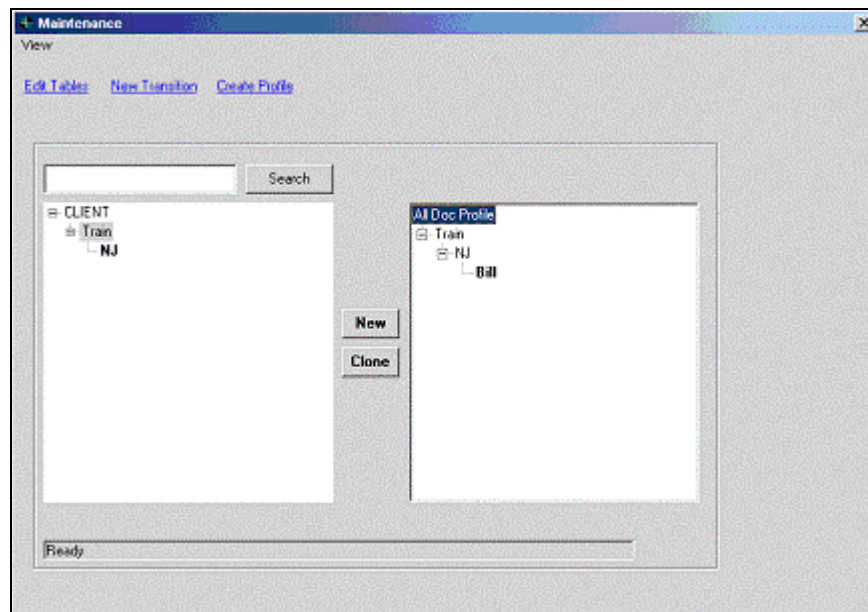 Maintenance
View
Edit Tables New Transition Create Profile
Search
CLIENT
Train
NJ
All Doc Profile
Train
NJ
Bill
New
Clone
Ready